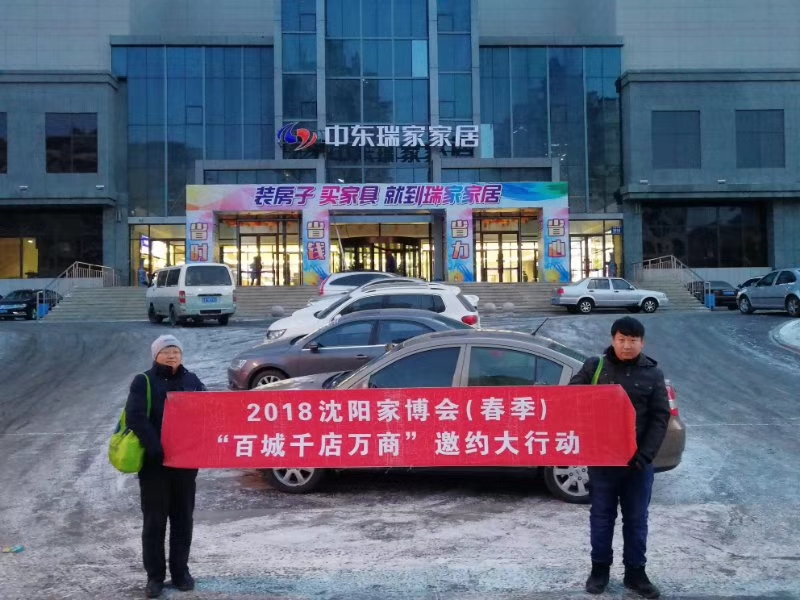 中东瑞家家居
装房子 买家具 就到瑞家家居
省时
省钱
省力
省心
2018沈阳家博会(春季)
“百城千店万商”邀约大行动